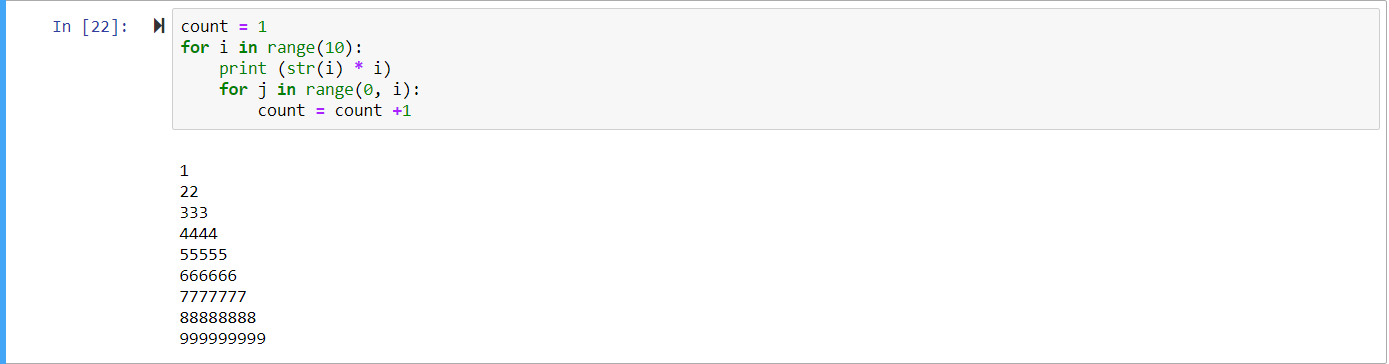 In [22]:
count = 1
for i in range(10):
    print (str(i) * i)
    for j in range(0, i):
        count = count +1
1
22
333
4444
55555
666666
7777777
88888888
999999999